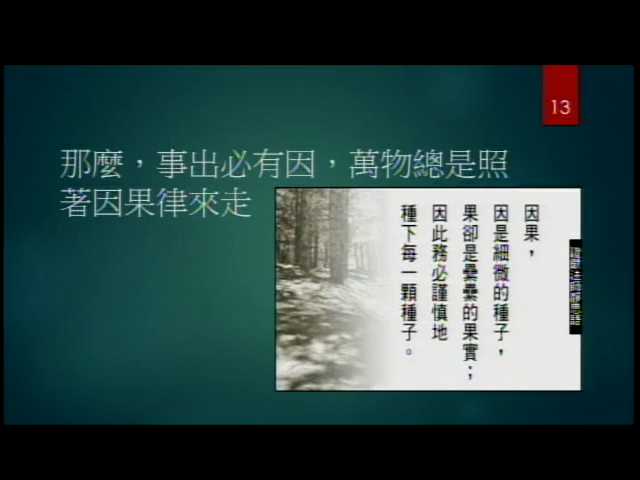 13
那麼，事出必有因，萬物總是照
著因果律來走
因果，
因是細微的種子，
果卻是纍纍的果實；
因此務必謹慎地
種下每一顆種子。